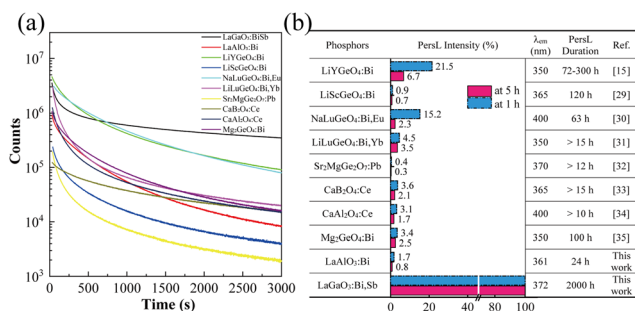 (a)
Counts
10⁷
10⁶
10⁵
10⁴
10³
0 500 1000 1500 2000 2500 3000
Time (s)
LaGaO₃:BiSb
LaAlO₃:Bi
LiYGeO₄:Bi
LiScGeO₄:Bi
NaLuGeO₄:Bi,Eu
LiLuGeO₄:Bi,Yb
Sr₂MgGe₂O₇:Pb
CaB₂O₄:Ce
CaAl₂O₄:Ce
Mg₂GeO₄:Bi
(b)
Phosphors PersL Intensity (%) λem (nm) PersL Duration Ref.
LiYGeO₄:Bi 21.5 6.7 350 72-300 h [15]
LiScGeO₄:Bi 0.9 0.7 365 120 h [29]
NaLuGeO₄:Bi,Eu 15.2 2.3 400 63 h [30]
LiLuGeO₄:Bi,Yb 4.5 3.5 350 > 15 h [31]
Sr₂MgGe₂O₇:Pb 0.4 0.3 370 > 12 h [32]
CaB₂O₄:Ce 3.6 2.1 365 > 15 h [33]
CaAl₂O₄:Ce 3.1 1.7 400 > 10 h [34]
Mg₂GeO₄:Bi 3.4 2.5 350 100 h [35]
LaAlO₃:Bi 1.7 0.8 361 24 h This work
LaGaO₃:Bi,Sb 372 2000 h This work
at 5 h
at 1 h
0 20 40 60 80 100